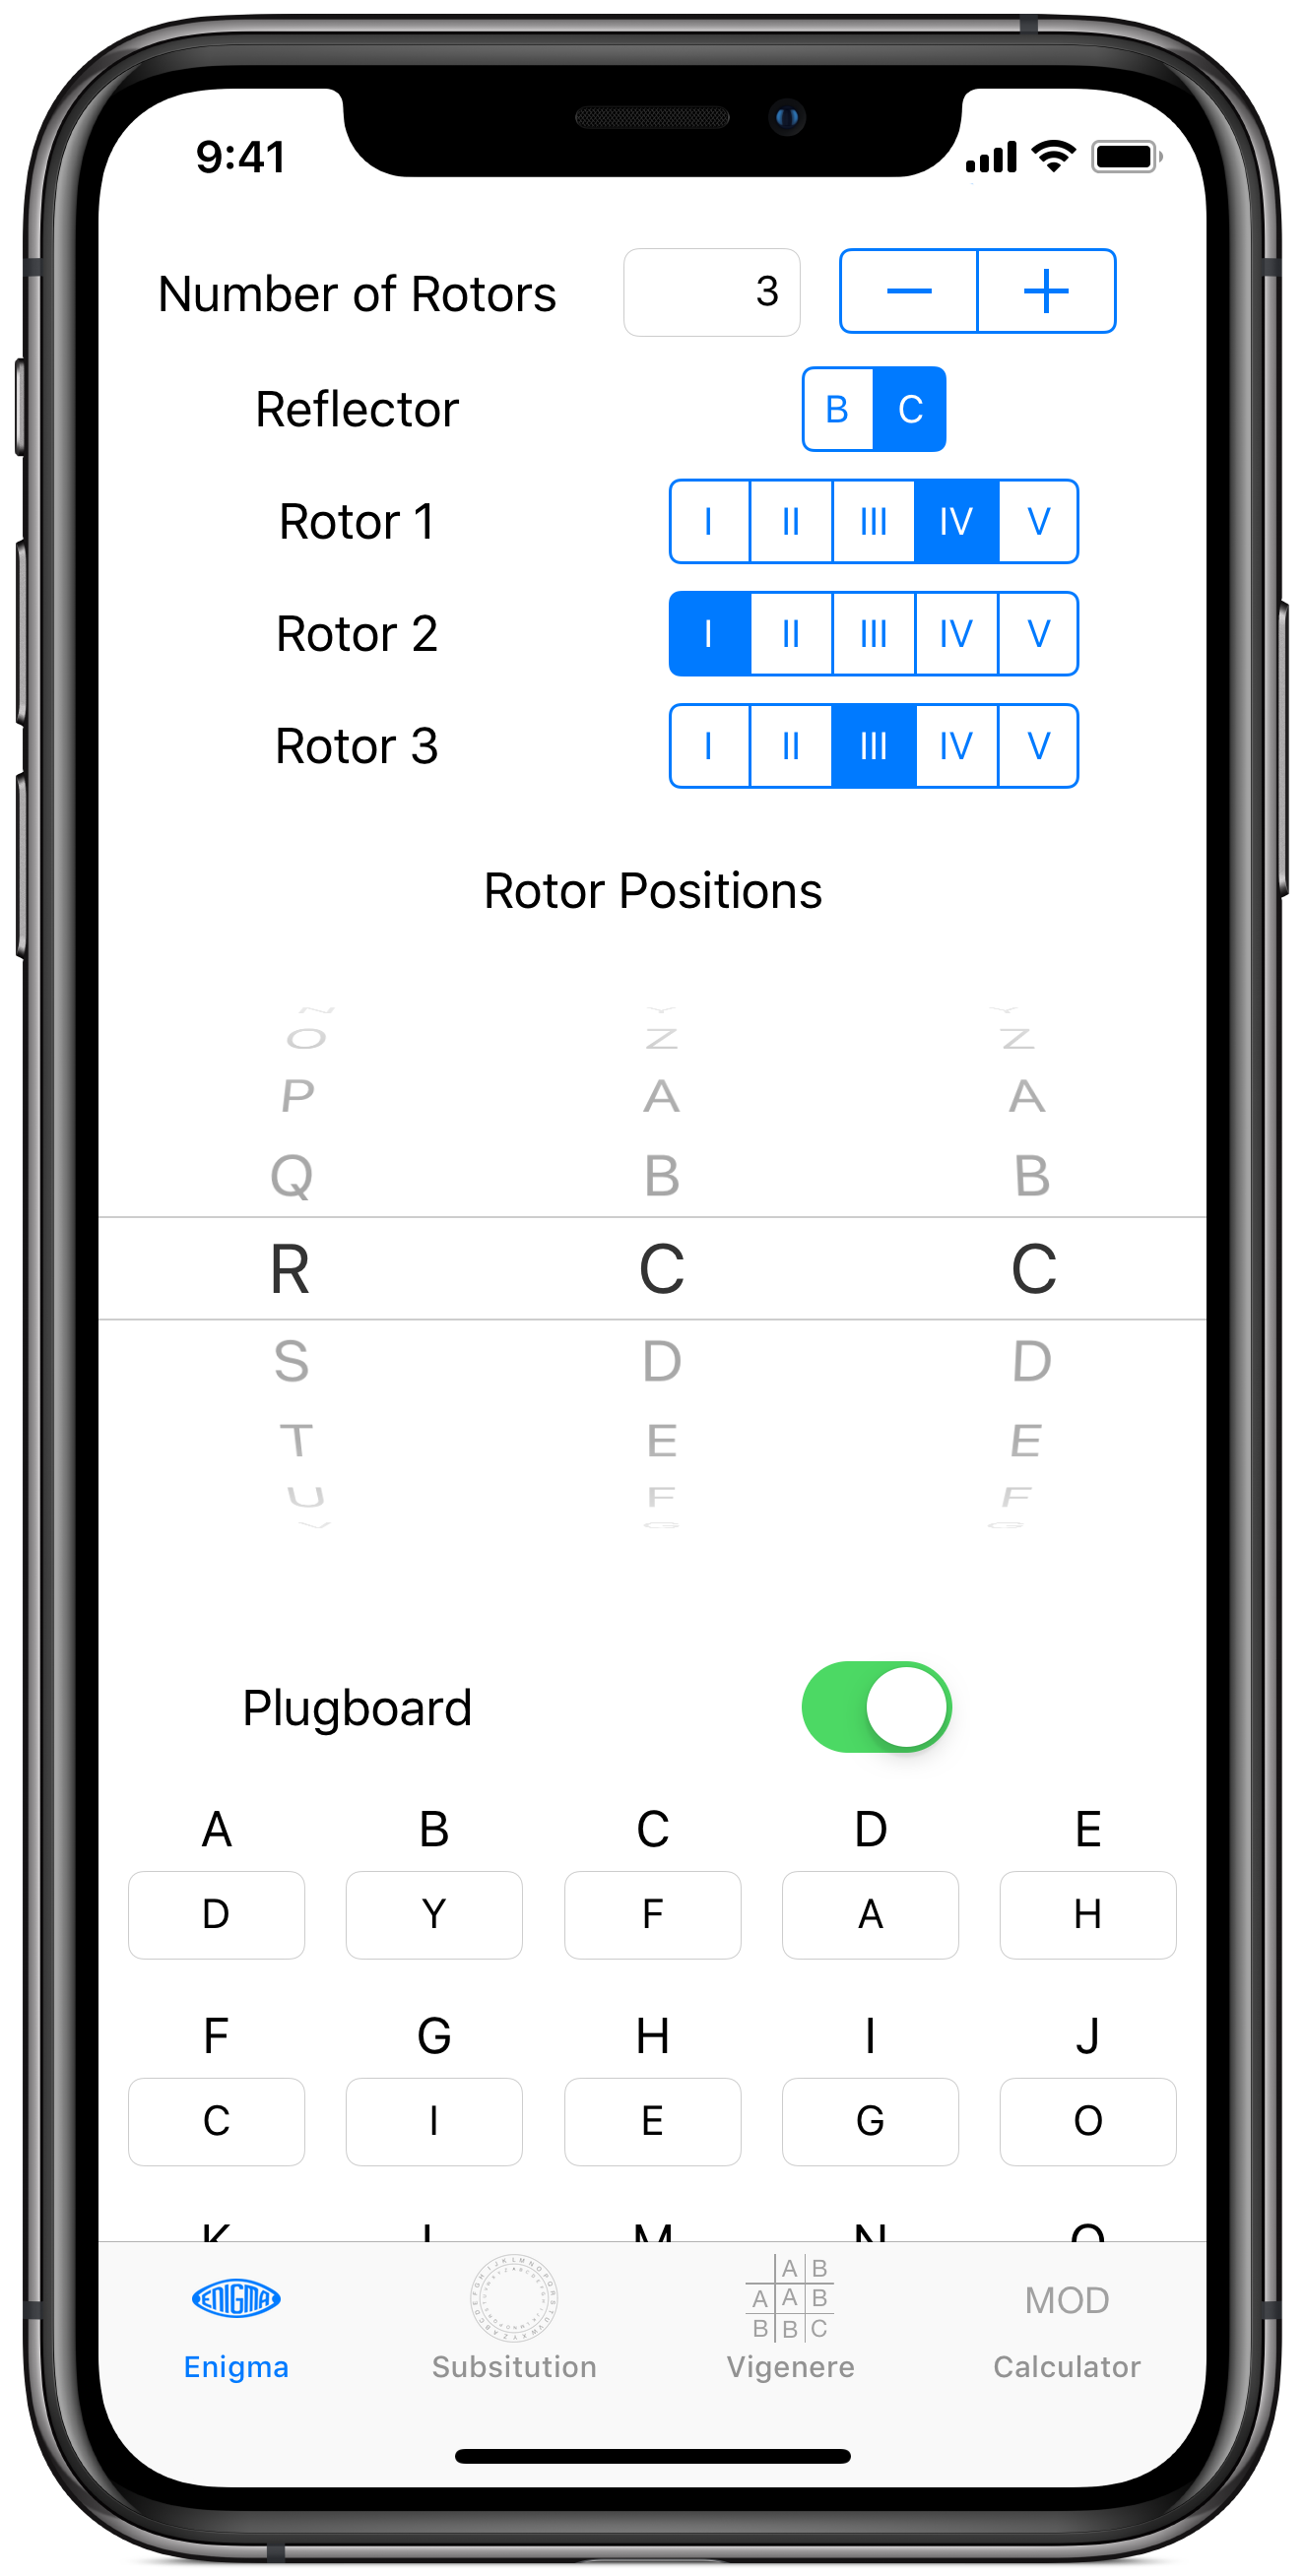 9:41
Number of Rotors 3 — +
Reflector B C
Rotor 1 I II III IV V
Rotor 2 I II III IV V
Rotor 3 I II III IV V
Rotor Positions
N Y Y
O Z Z
P A A
Q B B
R C C
S D D
T E E
U F F
V G G
Plugboard
A B C D E
D Y F A H
F G H I J
C I E G O
K L M N O
ENIGMA A B
A A B MOD
B B C
Enigma Subsitution Vigenere Calculator